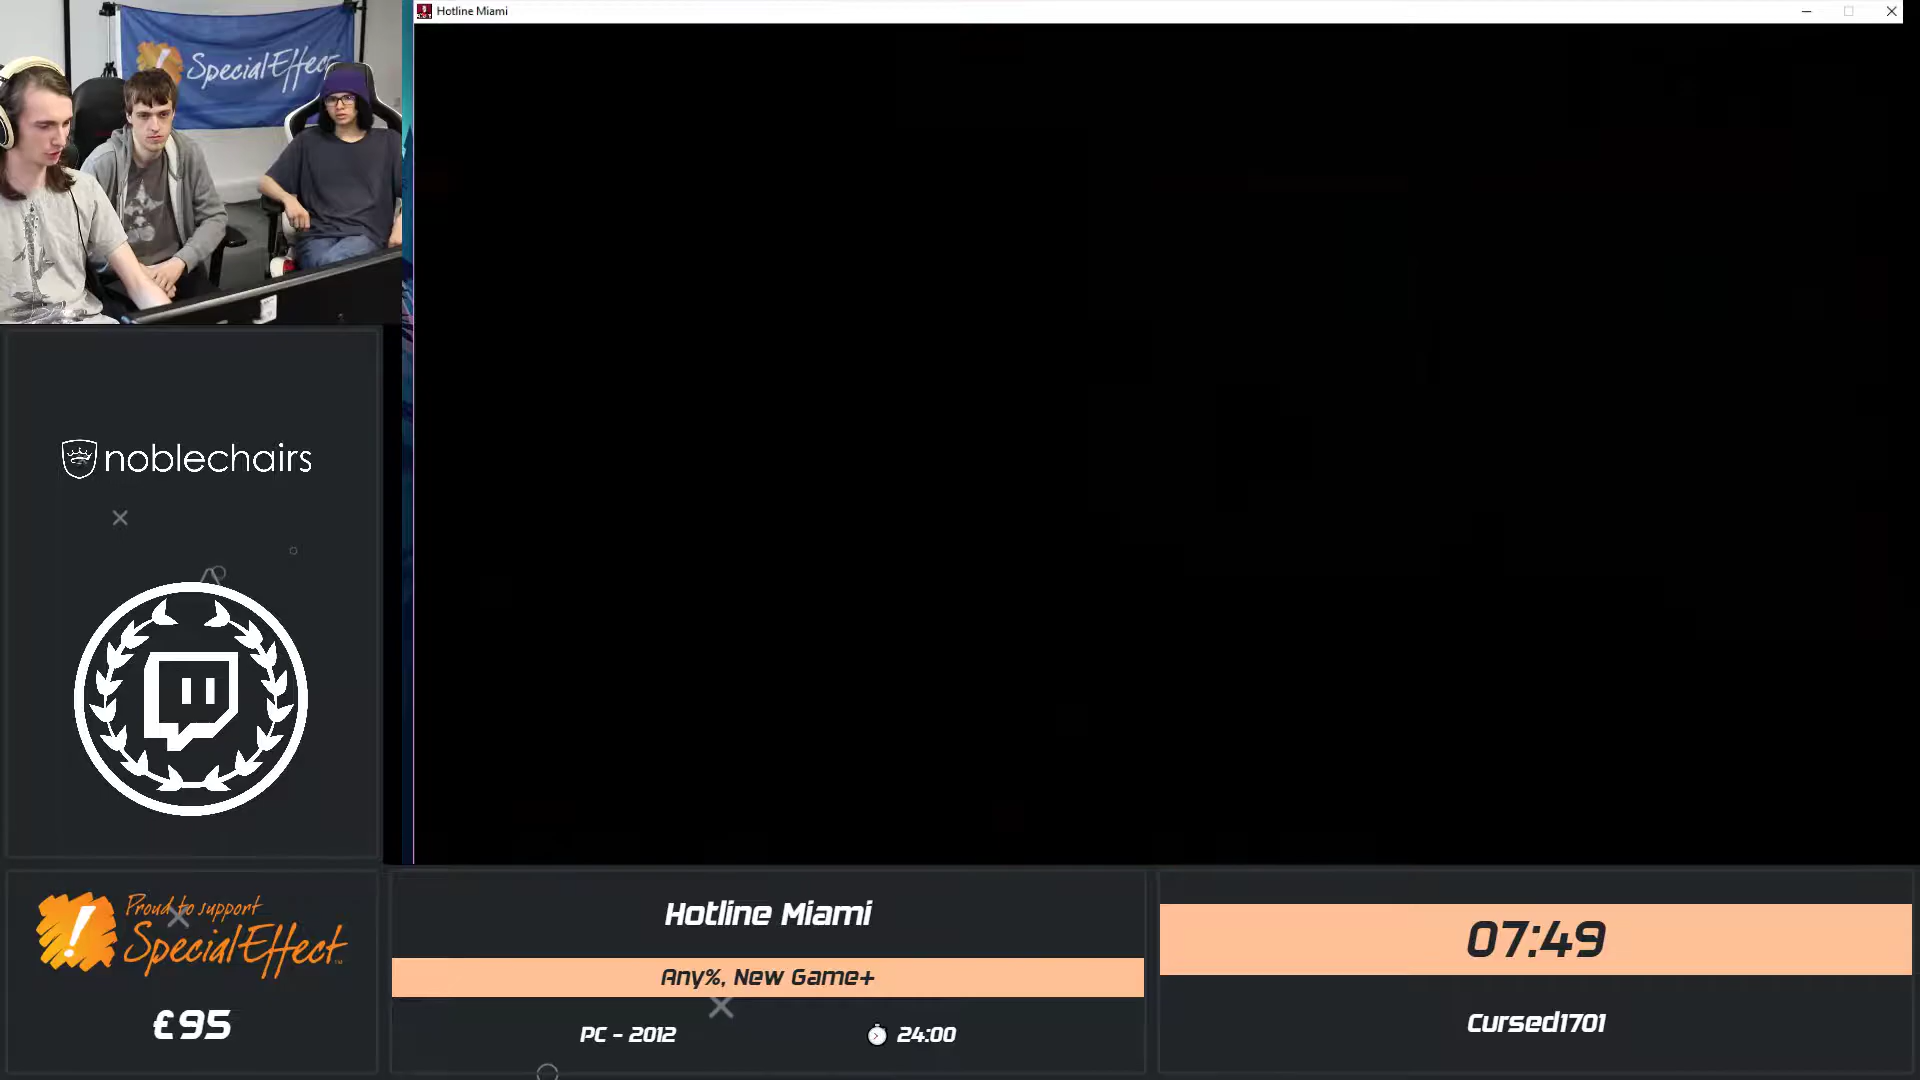 Hotline Miami
SpecialEffect
noblechairs
Proud to support
SpecialEffect
£95
Hotline Miami
Any%, New Game+
PC - 2012
24:00
07:49
Cursed1701